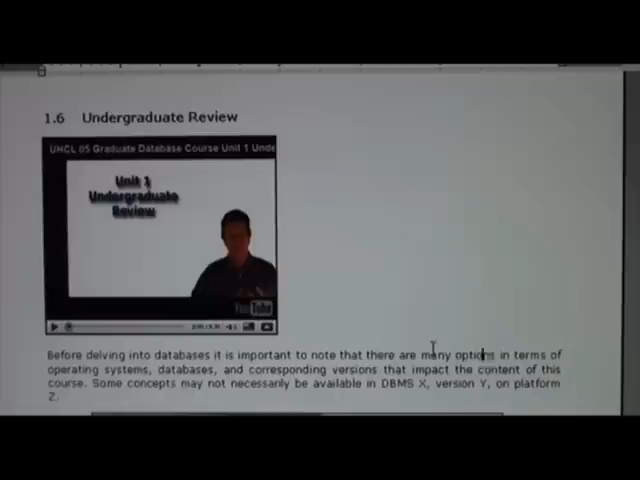 1.6 Undergraduate Review
UHCL 05 Graduate Database Course Unit 1 Unde
Unit 1
Undergraduate
Review
YouTube
Before delving into databases it is important to note that there are many options in terms of
operating systems, databases, and corresponding versions that impact the content of this
course. Some concepts may not necessarily be available in DBMS X, version Y, on platform
Z.